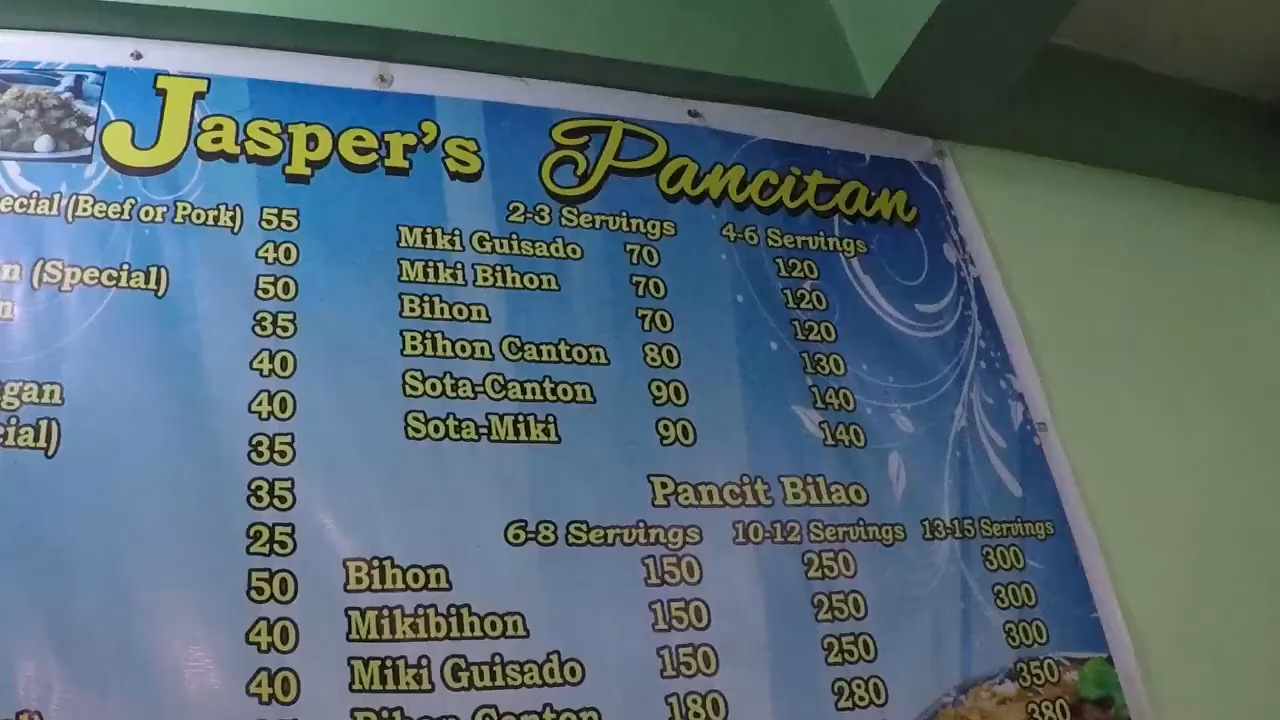 Jasper's Pancitan
ecial (Beef or Pork) 55
40
n (Special) 50
n 35
40
gan 40
cial) 35
35
25
50
40
40
2-3 Servings 4-6 Servings
Miki Guisado 70 120
Miki Bihon 70 120
Bihon 70 120
Bihon Canton 80 130
Sota-Canton 90 140
Sota-Miki 90 140
Pancit Bilao
6-8 Servings 10-12 Servings 13-15 Servings
Bihon 150 250 300
Mikibihon 150 250 300
Miki Guisado 150 250 300
Bihon Canton 180 280 350
380